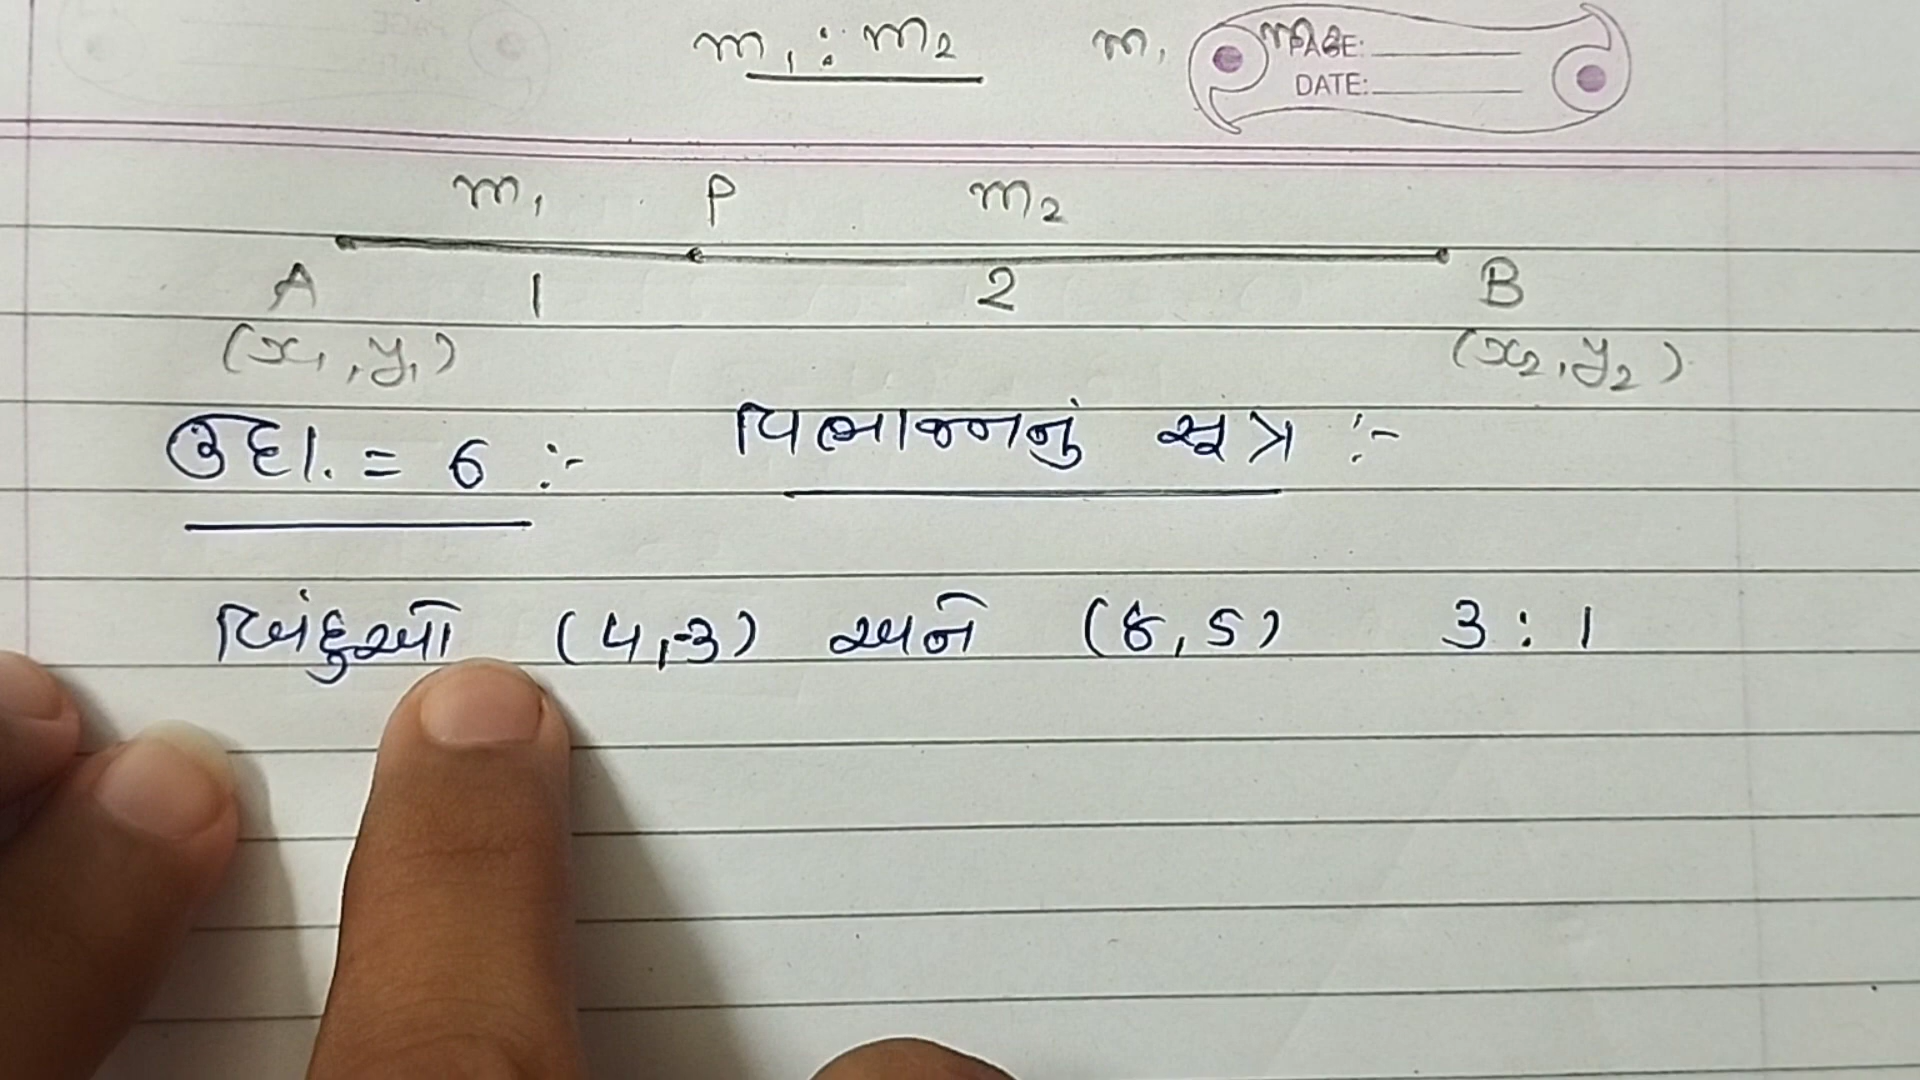 m₁ : m₂ m₁
PAGE:
DATE:
m₁ P m₂
A 1 2 B
(x₁, y₁) (x₂, y₂)
ઉદા. = 6 :- વિભાજનનું સૂત્ર :-
બિંદુઓ (4,-3) અને (8,5) 3 : 1